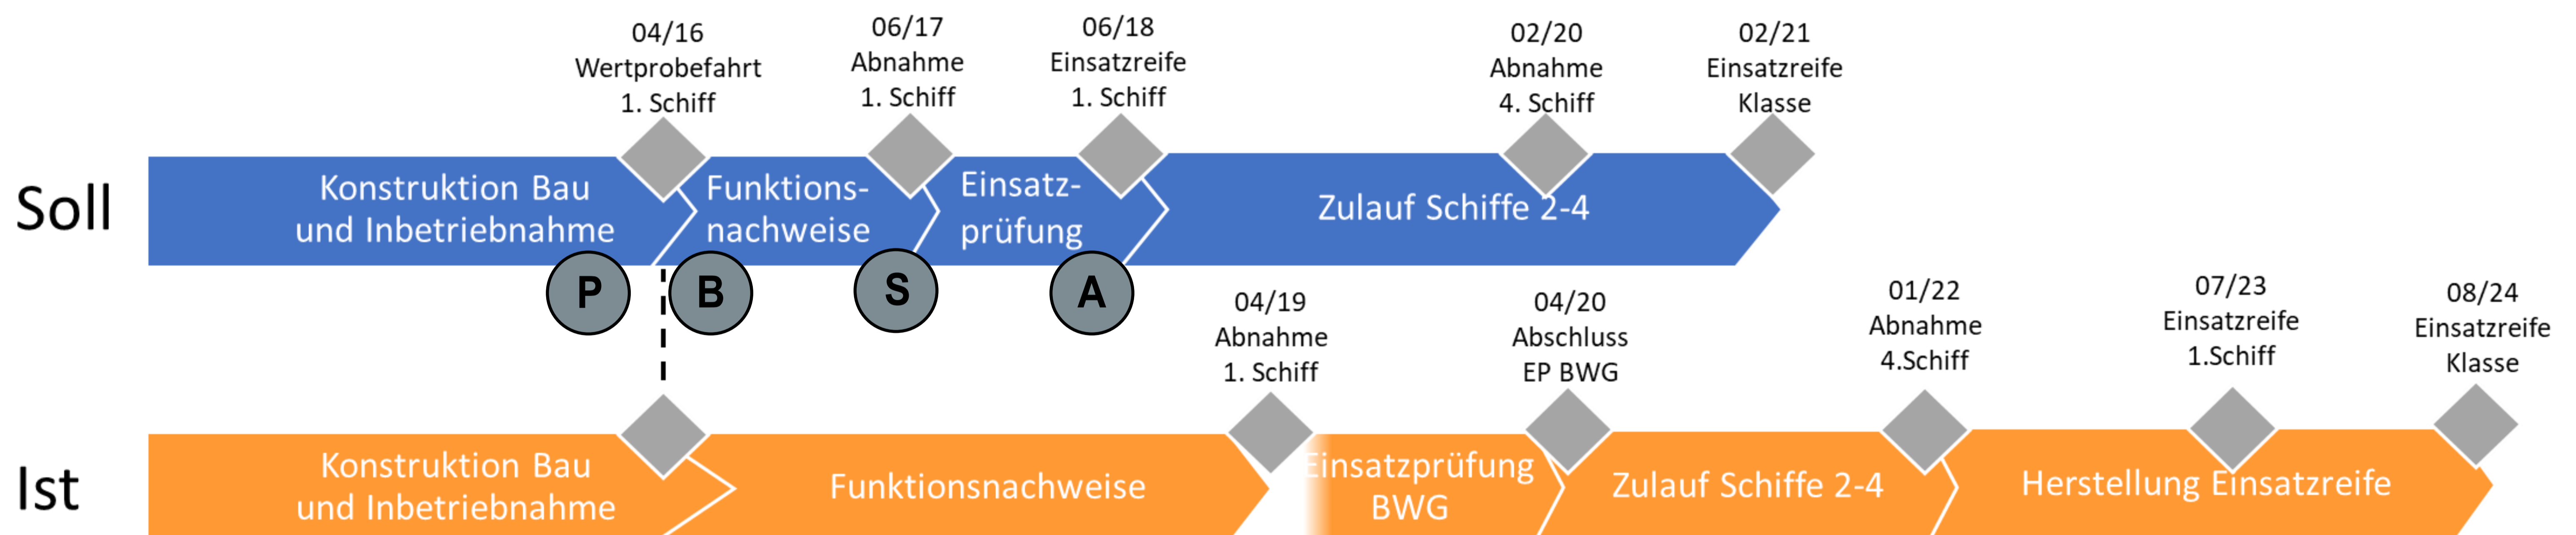 04/16
Wertprobefahrt
1. Schiff
06/17
Abnahme
1. Schiff
06/18
Einsatzreife
1. Schiff
02/20
Abnahme
4. Schiff
02/21
Einsatzreife
Klasse
Soll
Konstruktion Bau
und Inbetriebnahme
Funktions-
nachweise
Einsatz-
prüfung
Zulauf Schiffe 2-4
P
B
S
A
04/19
Abnahme
1. Schiff
04/20
Abschluss
EP BWG
01/22
Abnahme
4.Schiff
07/23
Einsatzreife
1.Schiff
08/24
Einsatzreife
Klasse
Ist
Konstruktion Bau
und Inbetriebnahme
Funktionsnachweise
Einsatzprüfung
BWG
Zulauf Schiffe 2-4
Herstellung Einsatzreife